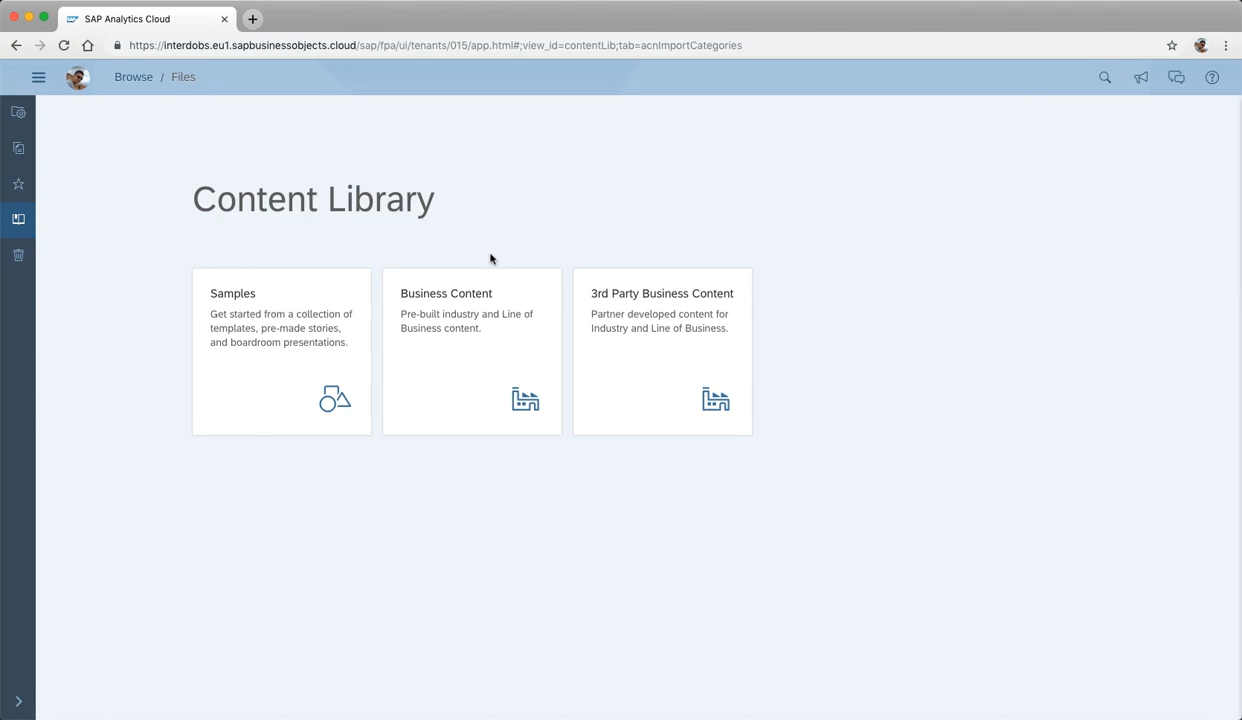 SAP Analytics Cloud
https://interdobs.eu1.sapbusinessobjects.cloud/sap/fpa/ui/tenants/015/app.html#;view_id=contentLib;tab=acnImportCategories
Browse / Files
Content Library
Samples
Get started from a collection of
templates, pre-made stories,
and boardroom presentations.
Business Content
Pre-built industry and Line of
Business content.
3rd Party Business Content
Partner developed content for
Industry and Line of Business.